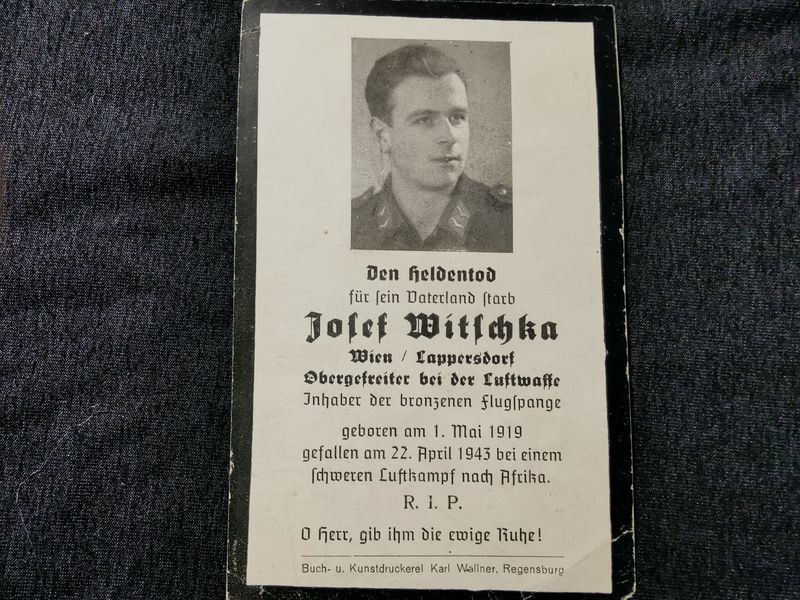 Den Heldentod
für sein Vaterland starb
Josef Witschka
Wien / Lappersdorf
Obergefreiter bei der Luftwaffe
Inhaber der bronzenen Flugspange
geboren am 1. Mai 1919
gefallen am 22. April 1943 bei einem
schweren Luftkampf nach Afrika.
R. I. P.
O Herr, gib ihm die ewige Ruhe!
Buch- u. Kunstdruckerei Karl Wallner, Regensburg